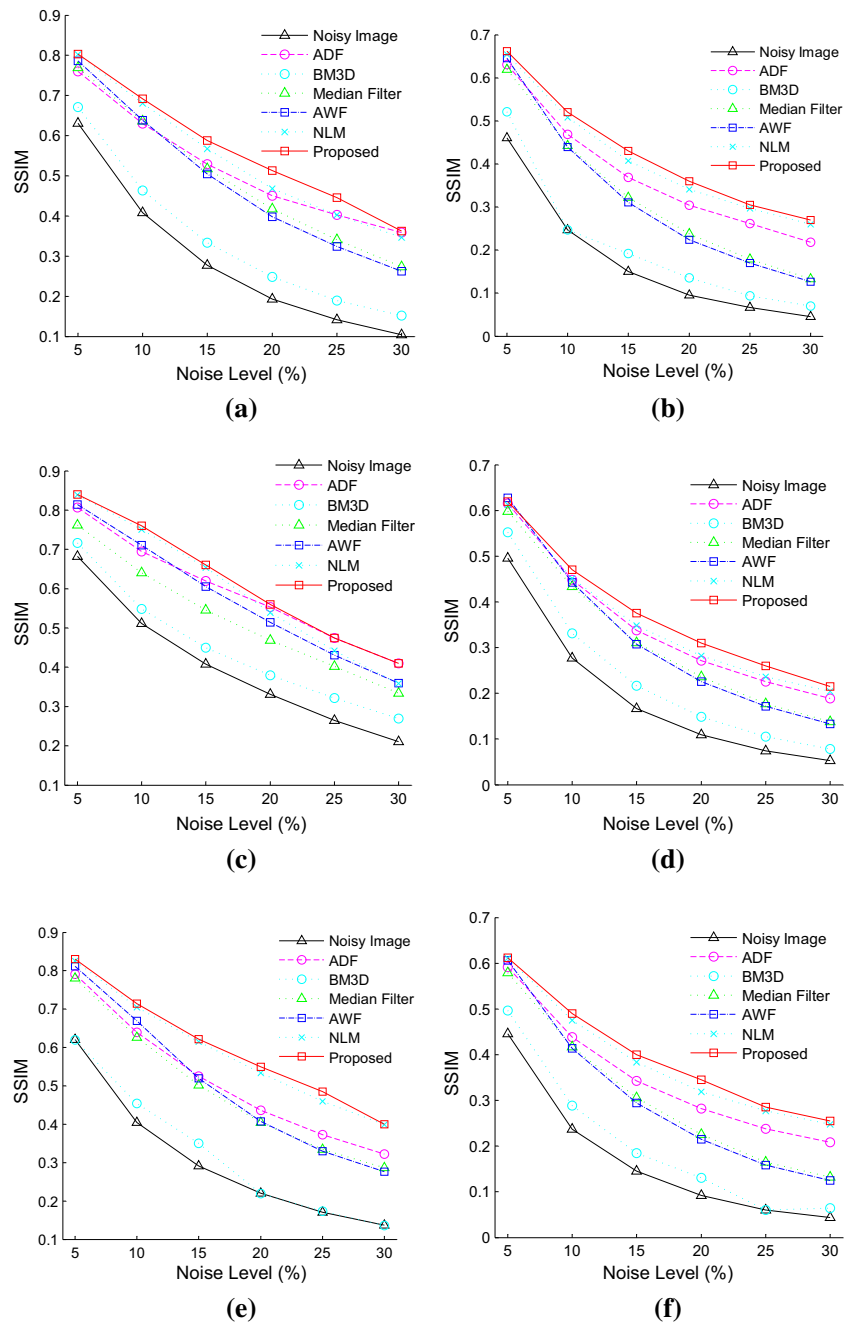 0.9
0.8
0.7
0.6
0.5
0.4
0.3
0.2
0.1
SSIM
5 10 15 20 25 30
Noise Level (%)
Noisy Image
ADF
BM3D
Median Filter
AWF
NLM
Proposed
(a)
0.7
0.6
0.5
0.4
0.3
0.2
0.1
0
SSIM
5 10 15 20 25 30
Noise Level (%)
Noisy Image
ADF
BM3D
Median Filter
AWF
NLM
Proposed
(b)
0.9
0.8
0.7
0.6
0.5
0.4
0.3
0.2
0.1
SSIM
5 10 15 20 25 30
Noise Level (%)
Noisy Image
ADF
BM3D
Median Filter
AWF
NLM
Proposed
(c)
0.7
0.6
0.5
0.4
0.3
0.2
0.1
0
SSIM
5 10 15 20 25 30
Noise Level (%)
Noisy Image
ADF
BM3D
Median Filter
AWF
NLM
Proposed
(d)
0.9
0.8
0.7
0.6
0.5
0.4
0.3
0.2
0.1
SSIM
5 10 15 20 25 30
Noise Level (%)
Noisy Image
ADF
BM3D
Median Filter
AWF
NLM
Proposed
(e)
0.7
0.6
0.5
0.4
0.3
0.2
0.1
0
SSIM
5 10 15 20 25 30
Noise Level (%)
Noisy Image
ADF
BM3D
Median Filter
AWF
NLM
Proposed
(f)